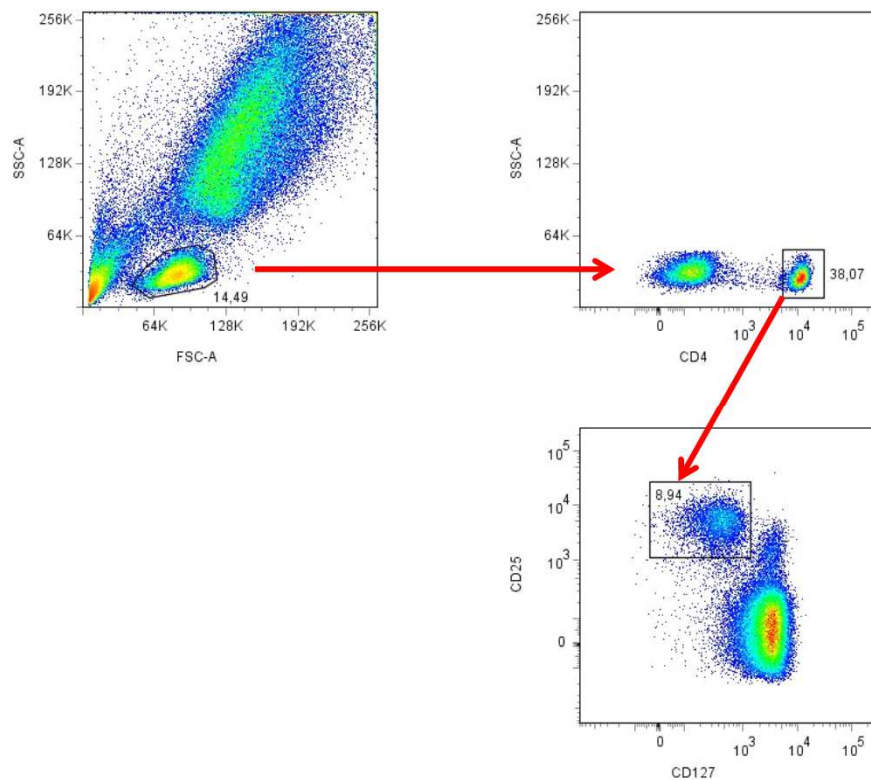 256K
192K
128K
64K
SSC-A
14,49
64K
128K
192K
256K
FSC-A
256K
192K
128K
64K
SSC-A
38,07
0
10³
10⁴
10⁵
CD4
10⁵
10⁴
10³
0
CD25
8,94
0
10³
10⁴
10⁵
CD127